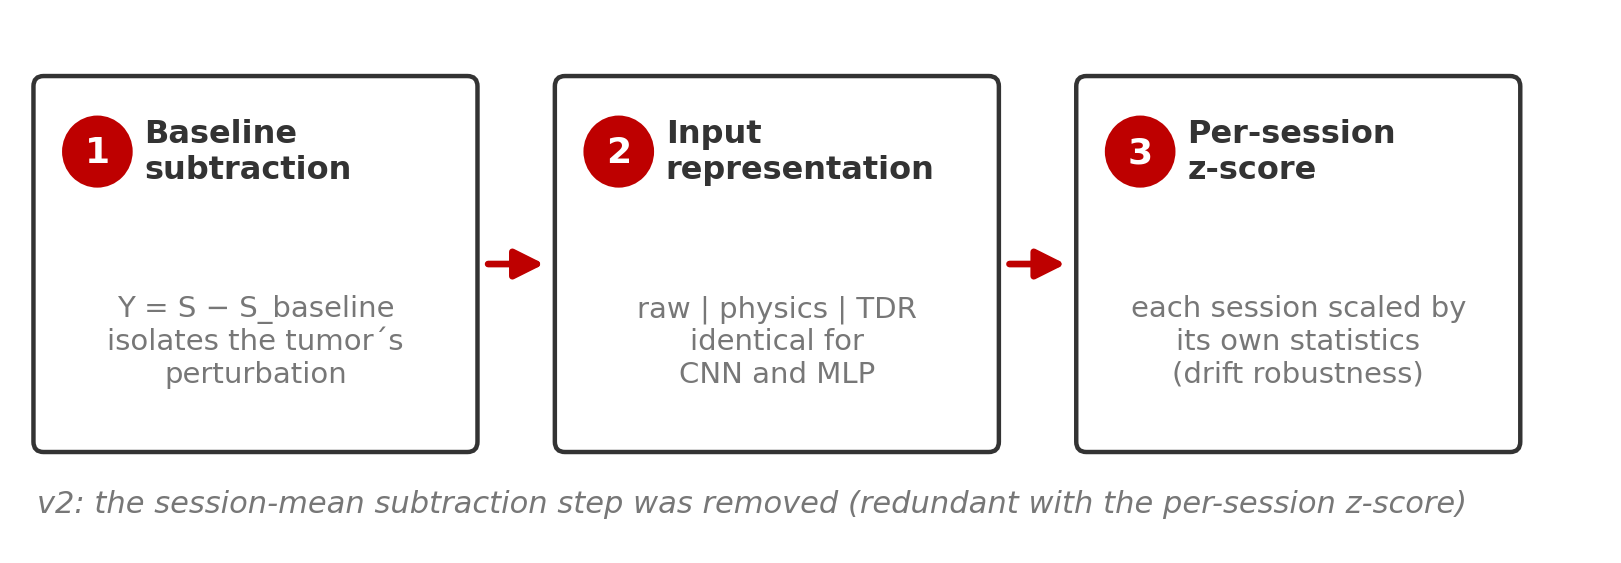 1
Baseline
subtraction
Y = S − S_baseline
isolates the tumor´s
perturbation
2
Input
representation
raw | physics | TDR
identical for
CNN and MLP
3
Per-session
z-score
each session scaled by
its own statistics
(drift robustness)
v2: the session-mean subtraction step was removed (redundant with the per-session z-score)